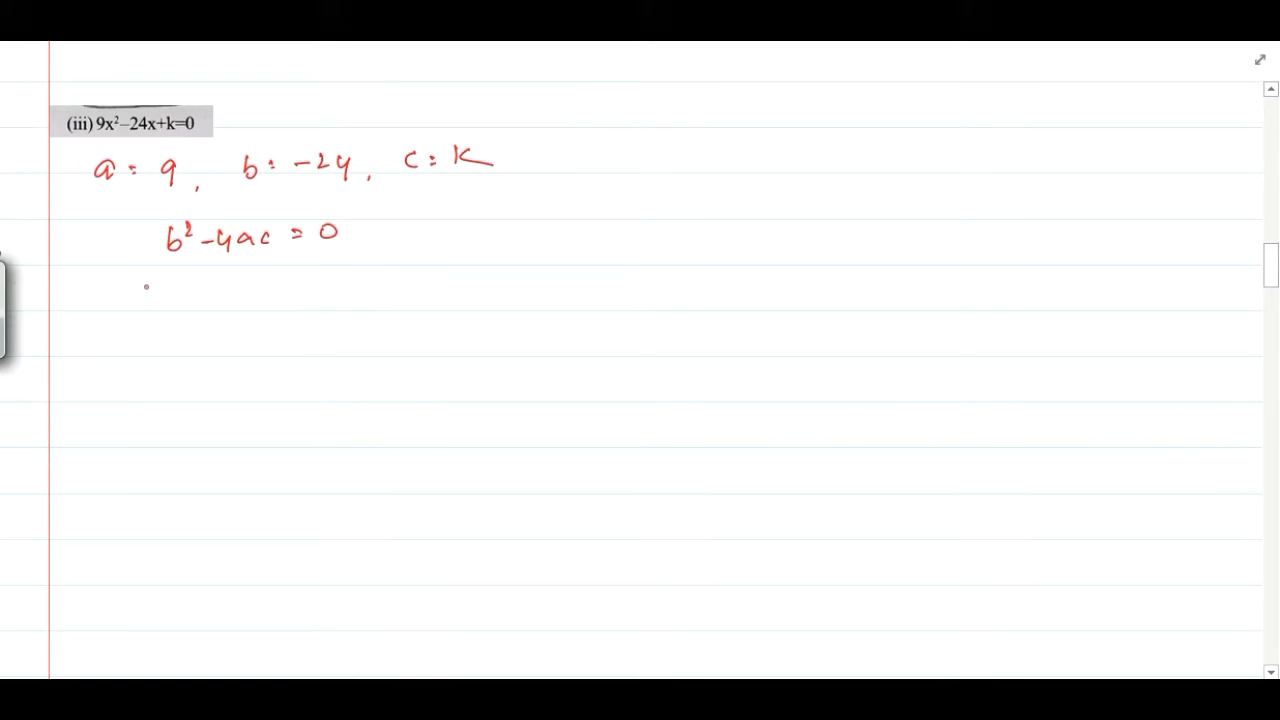 (iii) 9x²–24x+k=0
a = 9, b = -24, c = k
b² - 4ac = 0